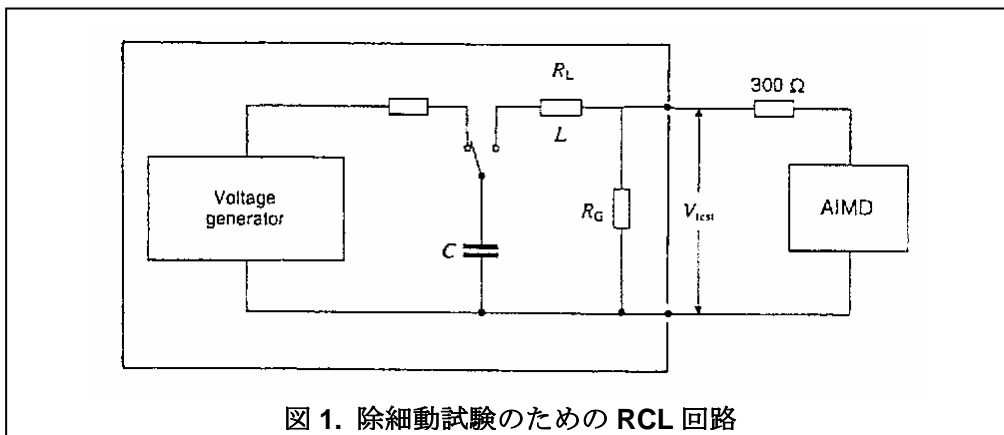 R_L
300 Ω
L
Voltage
generator
R_G
V_test
AIMD
C
図 1. 除細動試験のための RCL 回路